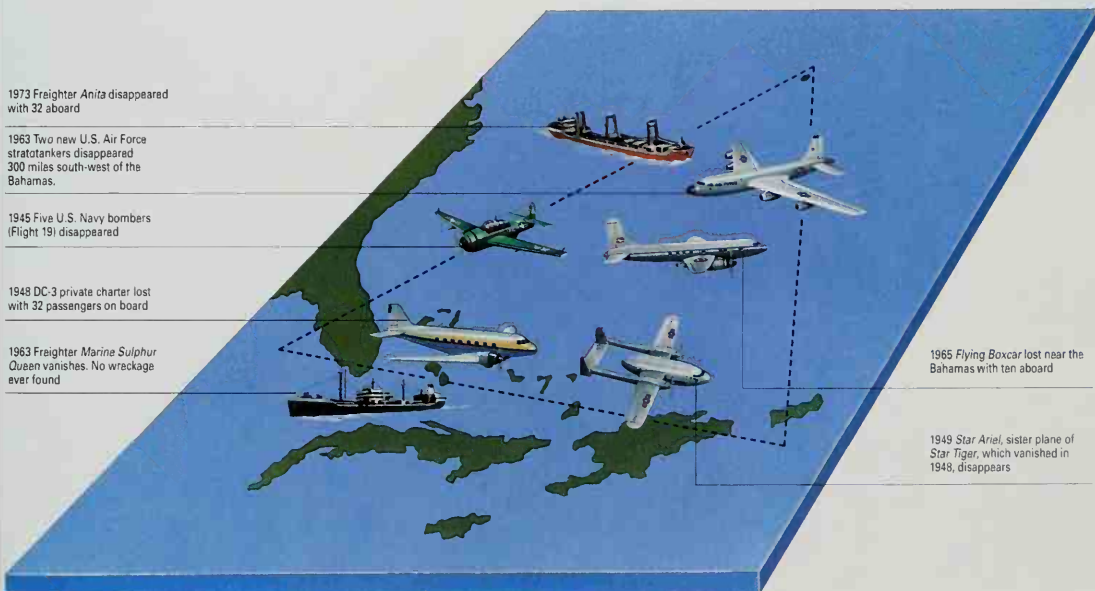 1973 Freighter Anita disappeared
with 32 aboard
1963 Two new U.S. Air Force
stratotankers disappeared
300 miles south-west of the
Bahamas.
1945 Five U.S. Navy bombers
(Flight 19) disappeared
1948 DC-3 private charter lost
with 32 passengers on board
1963 Freighter Marine Sulphur
Queen vanishes. No wreckage
ever found
1965 Flying Boxcar lost near the
Bahamas with ten aboard
1949 Star Ariel, sister plane of
Star Tiger, which vanished in
1948, disappears